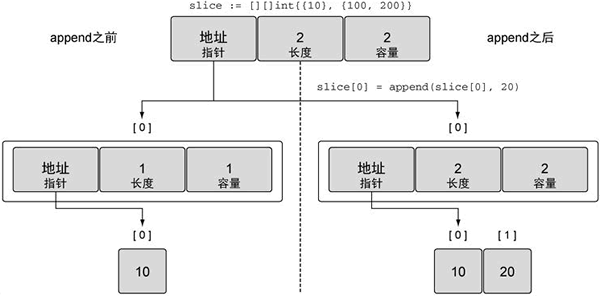 slice := [][]int{{10}, {100, 200}}
append之前
地址 2 2
指针 长度 容量
append之后
slice[0] = append(slice[0], 20)
[0] [0]
地址 1 1 地址 2 2
指针 长度 容量 指针 长度 容量
[0] [0] [1]
10 10 20